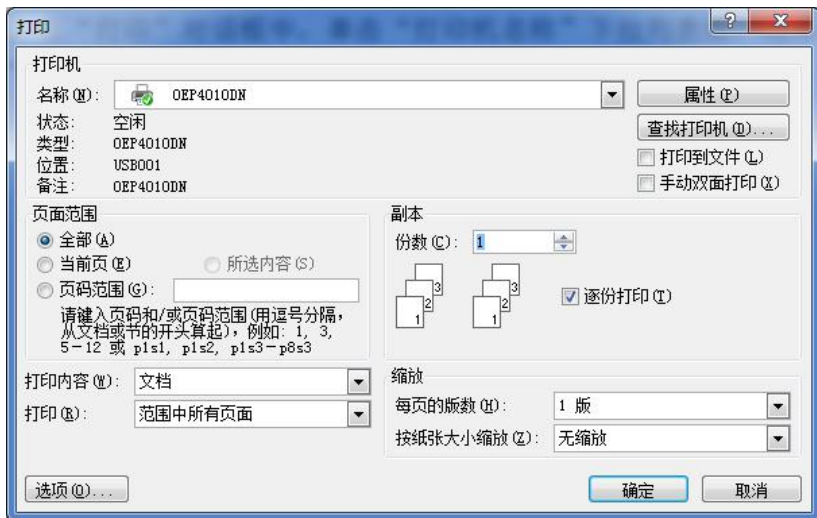 打印
打印机
名称(N):
OEP4010DN
属性(P)
状态:
空闲
查找打印机(D)...
类型:
OEP4010DN
位置:
USB001
打印到文件(L)
备注:
OEP4010DN
手动双面打印(X)
页面范围
全部(A)
当前页(E)
所选内容(S)
页码范围(G):
请键入页码和/或页码范围(用逗号分隔,
从文档或节的开头算起),例如: 1, 3,
5-12 或 p1s1, p1s2, p1s3-p8s3
副本
份数(C):
1
3
2
1
3
2
1
逐份打印(T)
打印内容(W):
文档
打印(R):
范围中所有页面
缩放
每页的版数(H):
1 版
按纸张大小缩放(Z):
无缩放
选项(O)...
确定
取消